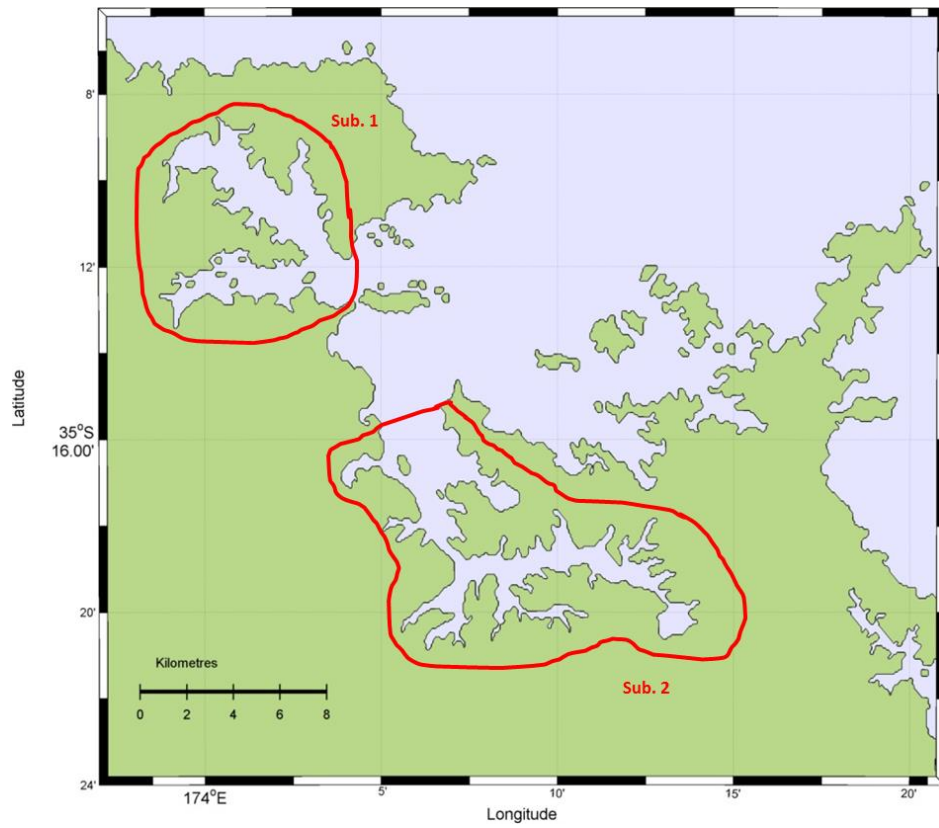 Sub. 1
8'
12'
Latitude
35°S
16.00'
20'
Kilometres
0 2 4 6 8
Sub. 2
24'
174°E 5' 10' 15' 20'
Longitude